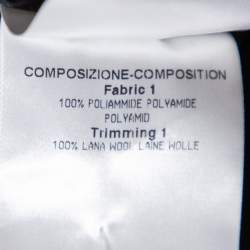 COMPOSIZIONE-COMPOSITION
Fabric 1
100% POLIAMMIDE POLYAMIDE
POLYAMID
Trimming 1
100% LANA WOOL LAINE WOLLE